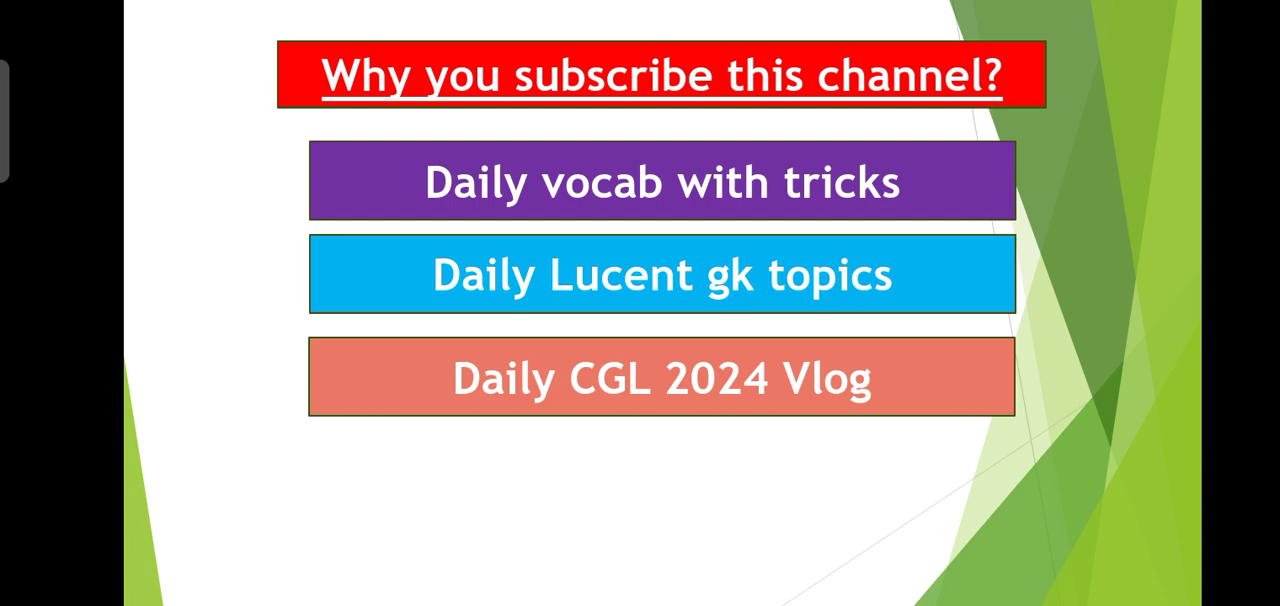 Why you subscribe this channel?
Daily vocab with tricks
Daily Lucent gk topics
Daily CGL 2024 Vlog